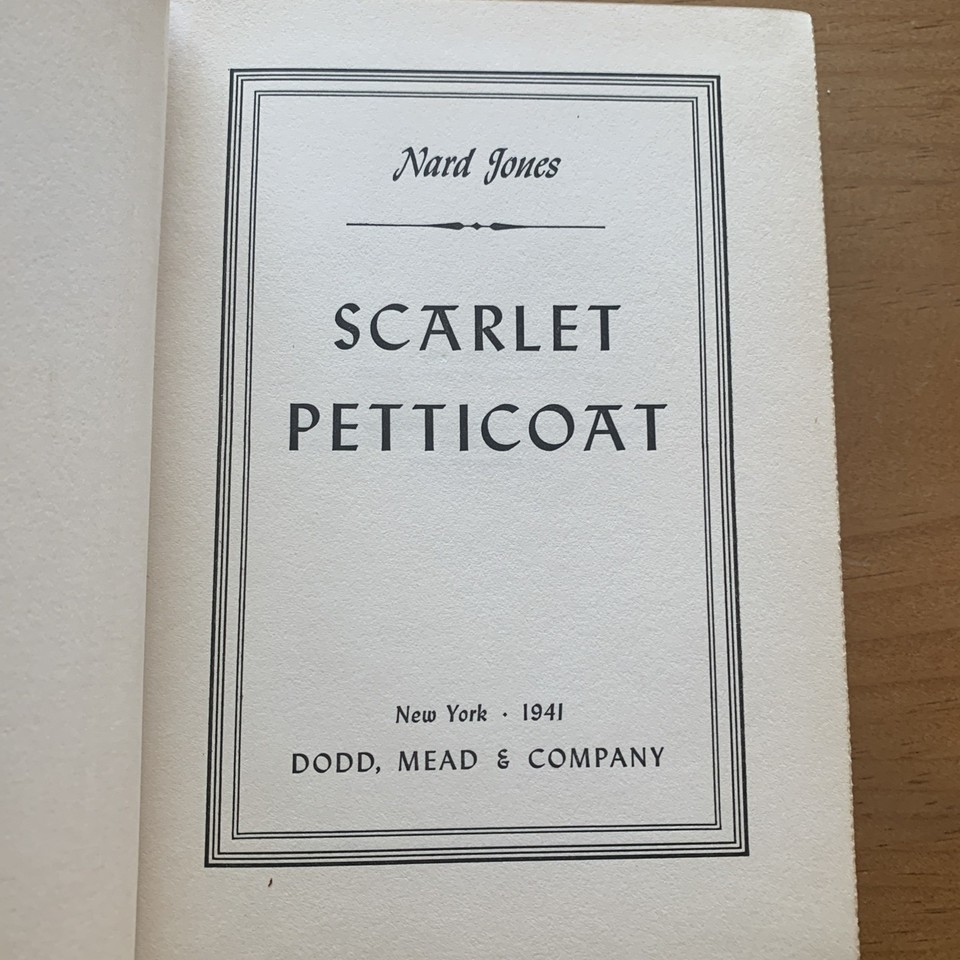 Nard Jones
SCARLET
PETTICOAT
New York · 1941
DODD, MEAD & COMPANY